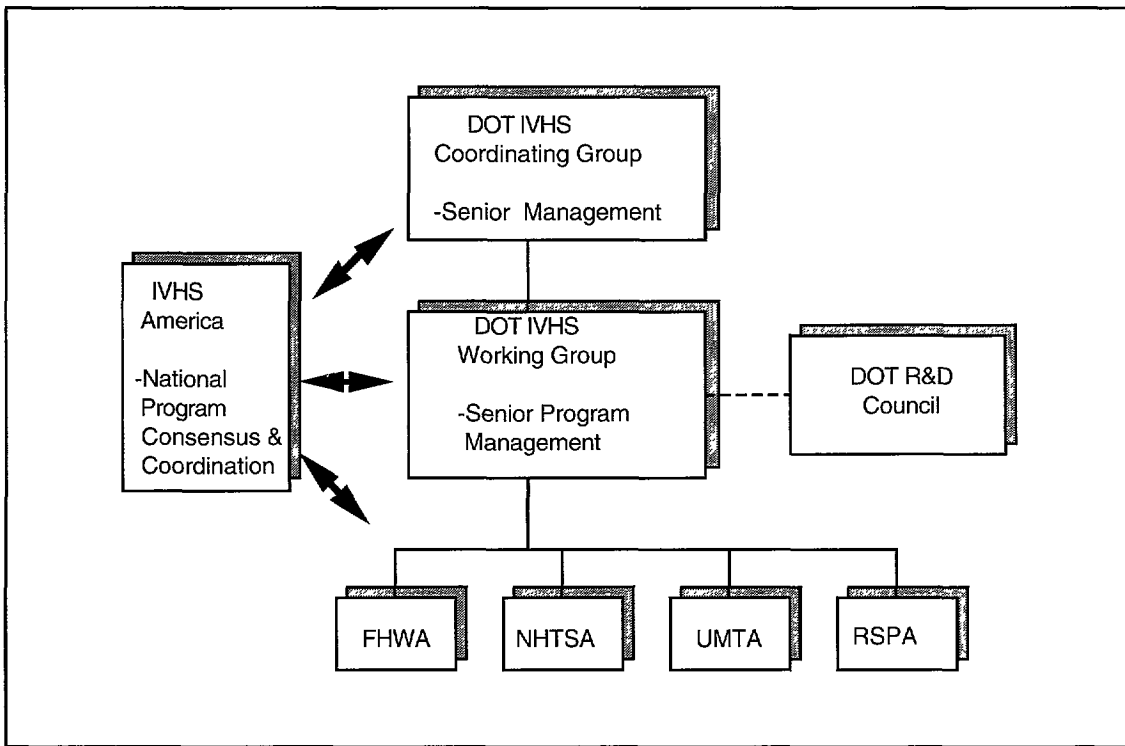 DOT IVHS
Coordinating Group
-Senior Management
IVHS
America
-National
Program
Consensus &
Coordination
DOT IVHS
Working Group
-Senior Program
Management
DOT R&D
Council
FHWA
NHTSA
UMTA
RSPA